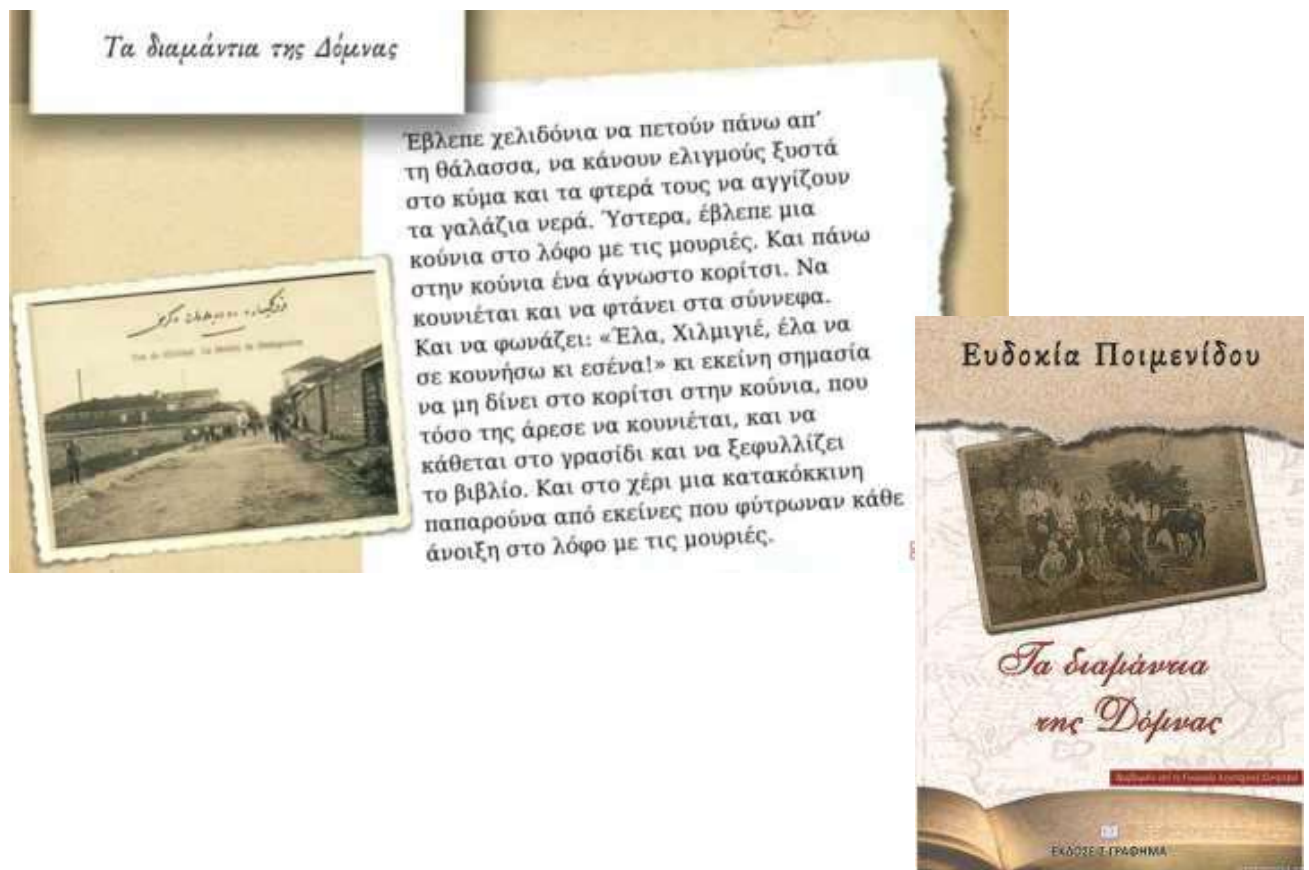 Τα διαμάντια της Δόμνας
Έβλεπε χελιδόνια να πετούν πάνω απ’
τη θάλασσα, να κάνουν ελιγμούς ξυστά
στο κύμα και τα φτερά τους να αγγίζουν
τα γαλάζια νερά. Ύστερα, έβλεπε μια
κούνια στο λόφο με τις μουριές. Και πάνω
στην κούνια ένα άγνωστο κορίτσι. Να
κουνιέται και να φτάνει στα σύννεφα.
Και να φωνάζει: «Έλα, Χιλμιγιέ, έλα να
σε κουνήσω κι εσένα!» κι εκείνη σημασία
να μη δίνει στο κορίτσι στην κούνια, που
τόσο της άρεσε να κουνιέται, και να
κάθεται στο γρασίδι και να ξεφυλλίζει
το βιβλίο. Και στο χέρι μια κατακόκκινη
παπαρούνα από εκείνες που φύτρωναν κάθε
άνοιξη στο λόφο με τις μουριές.
Ευδοκία Ποιμενίδου
Τα διαμάντια
της Δόμνας
ΕΚΔΟΣΕΙΣ ΓΡΑΦΗΜΑ